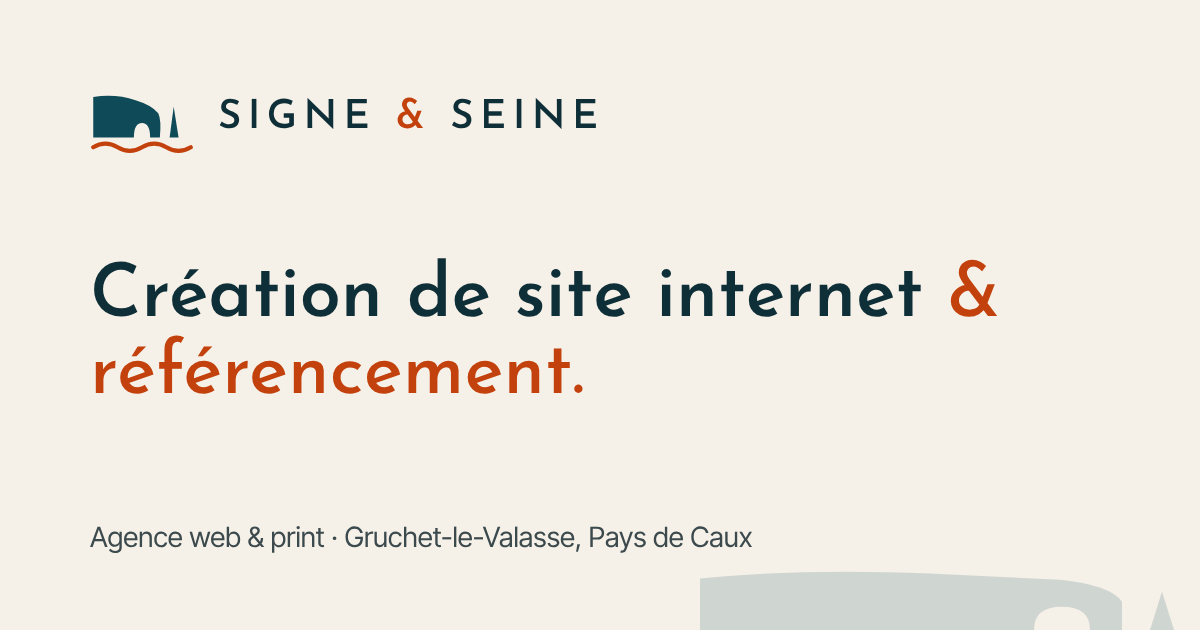 SIGNE & SEINE
Création de site internet &
référencement.
Agence web & print · Gruchet-le-Valasse, Pays de Caux